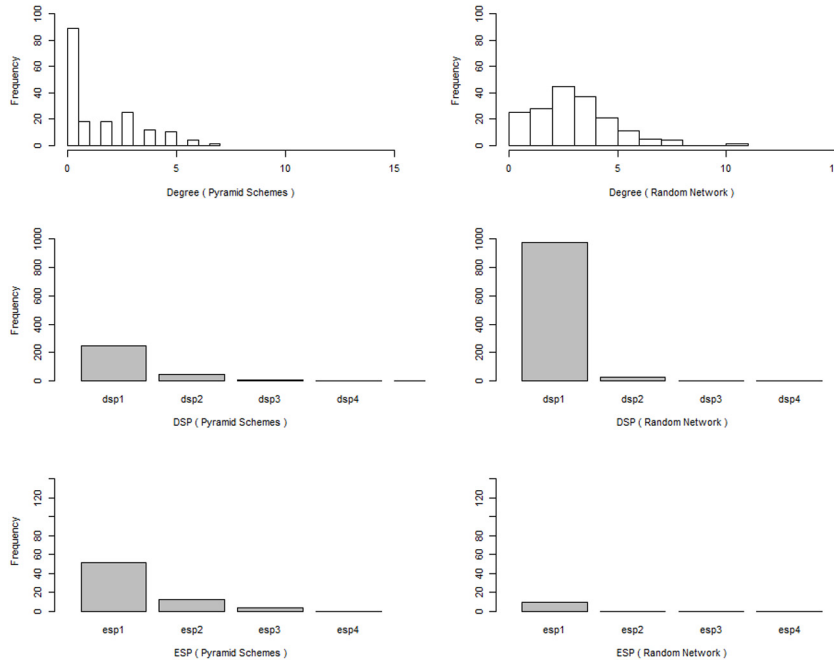 Frequency
100
80
60
40
20
0
0 5 10 15
Degree ( Pyramid Schemes )
Frequency
100
80
60
40
20
0
0 5 10 1
Degree ( Random Network )
Frequency
1000
800
600
400
200
0
dsp1 dsp2 dsp3 dsp4
DSP ( Pyramid Schemes )
1000
800
600
400
200
0
dsp1 dsp2 dsp3 dsp4
DSP ( Random Network )
Frequency
120
80
60
40
20
0
esp1 esp2 esp3 esp4
ESP ( Pyramid Schemes )
120
80
60
40
20
0
esp1 esp2 esp3 esp4
ESP ( Random Network )